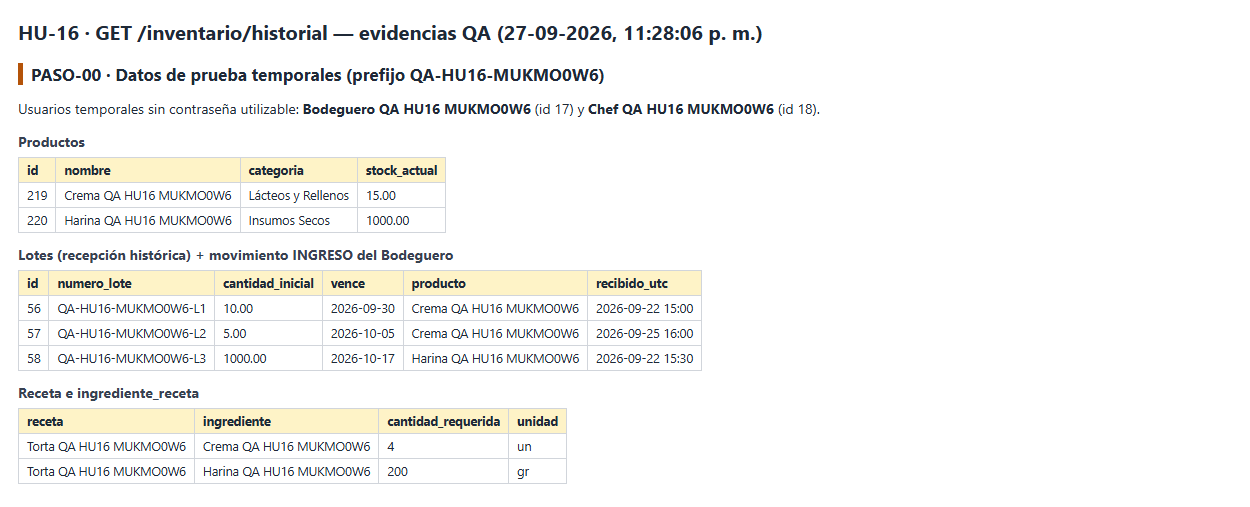 HU-16 · GET /inventario/historial — evidencias QA (27-09-2026, 11:28:06 p. m.)
PASO-00 · Datos de prueba temporales (prefijo QA-HU16-MUKMO0W6)
Usuarios temporales sin contraseña utilizable: Bodeguero QA HU16 MUKMO0W6 (id 17) y Chef QA HU16 MUKMO0W6 (id 18).
Productos
id nombre categoria stock_actual
219 Crema QA HU16 MUKMO0W6 Lácteos y Rellenos 15.00
220 Harina QA HU16 MUKMO0W6 Insumos Secos 1000.00
Lotes (recepción histórica) + movimiento INGRESO del Bodeguero
id numero_lote cantidad_inicial vence producto recibido_utc
56 QA-HU16-MUKMO0W6-L1 10.00 2026-09-30 Crema QA HU16 MUKMO0W6 2026-09-22 15:00
57 QA-HU16-MUKMO0W6-L2 5.00 2026-10-05 Crema QA HU16 MUKMO0W6 2026-09-25 16:00
58 QA-HU16-MUKMO0W6-L3 1000.00 2026-10-17 Harina QA HU16 MUKMO0W6 2026-09-22 15:30
Receta e ingrediente_receta
receta ingrediente cantidad_requerida unidad
Torta QA HU16 MUKMO0W6 Crema QA HU16 MUKMO0W6 4 un
Torta QA HU16 MUKMO0W6 Harina QA HU16 MUKMO0W6 200 gr